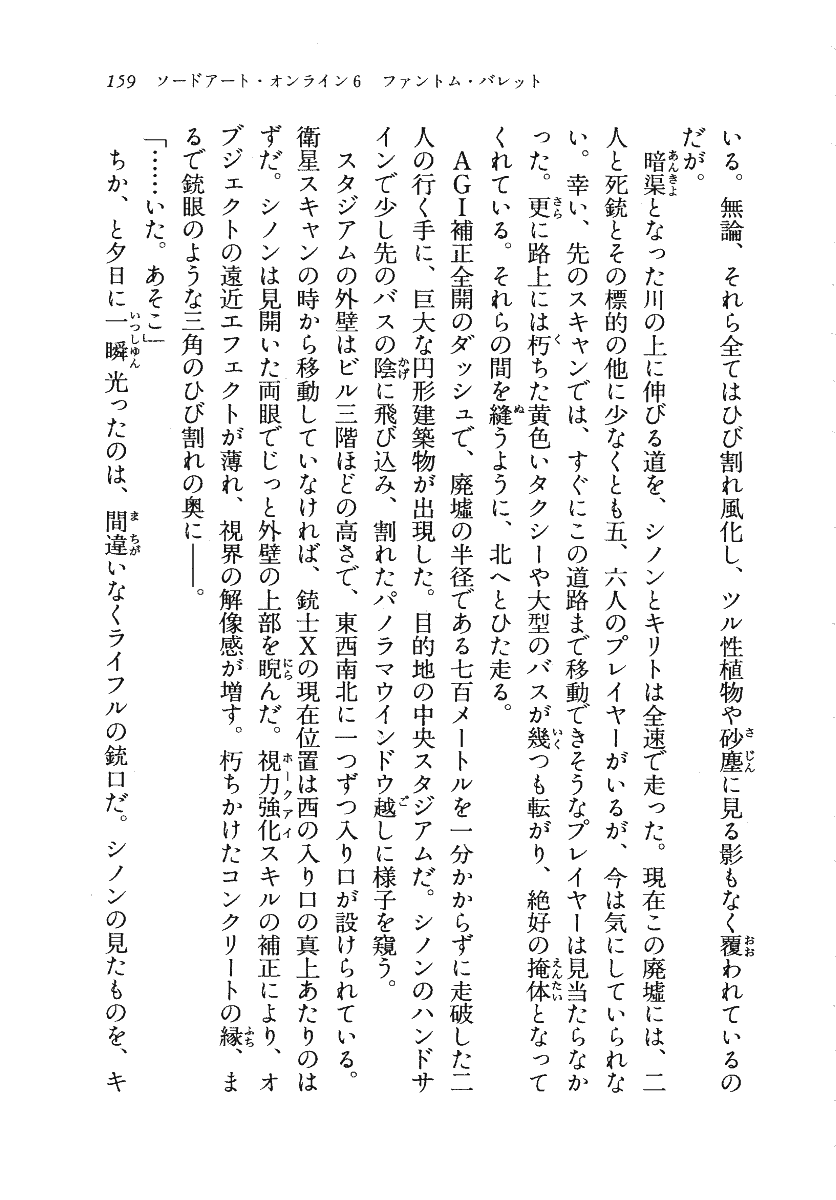 159　ソードアート・オンライン6　ファントム・バレット
いる。無論、それら全てはひび割れ風化し、ツル性植物や砂塵に見る影もなく覆われているの
だが。
　暗渠となった川の上に伸びる道を、シノンとキリトは全速で走った。現在この廃墟には、二
人と死銃とその標的の他に少なくとも五、六人のプレイヤーがいるが、今は気にしていられな
い。幸い、先のスキャンでは、すぐにこの道路まで移動できそうなプレイヤーは見当たらなか
った。更に路上には朽ちた黄色いタクシーや大型のバスが幾つも転がり、絶好の掩体となって
くれている。それらの間を縫うように、北へとひた走る。
　ＡＧＩ補正全開のダッシュで、廃墟の半径である七百メートルを一分かからずに走破した二
人の行く手に、巨大な円形建築物が出現した。目的地の中央スタジアムだ。シノンのハンドサ
インで少し先のバスの陰に飛び込み、割れたパノラマウインドウ越しに様子を窺う。
　スタジアムの外壁はビル三階ほどの高さで、東西南北に一つずつ入り口が設けられている。
衛星スキャンの時から移動していなければ、銃士Ｘの現在位置は西の入り口の真上あたりのは
ずだ。シノンは見開いた両眼でじっと外壁の上部を睨んだ。視力強化スキルの補正により、オ
ブジェクトの遠近エフェクトが薄れ、視界の解像感が増す。朽ちかけたコンクリートの縁、ま
るで銃眼のような三角のひび割れの奥に――。
「……いた。あそこ」
　ちか、と夕日に一瞬光ったのは、間違いなくライフルの銃口だ。シノンの見たものを、キ